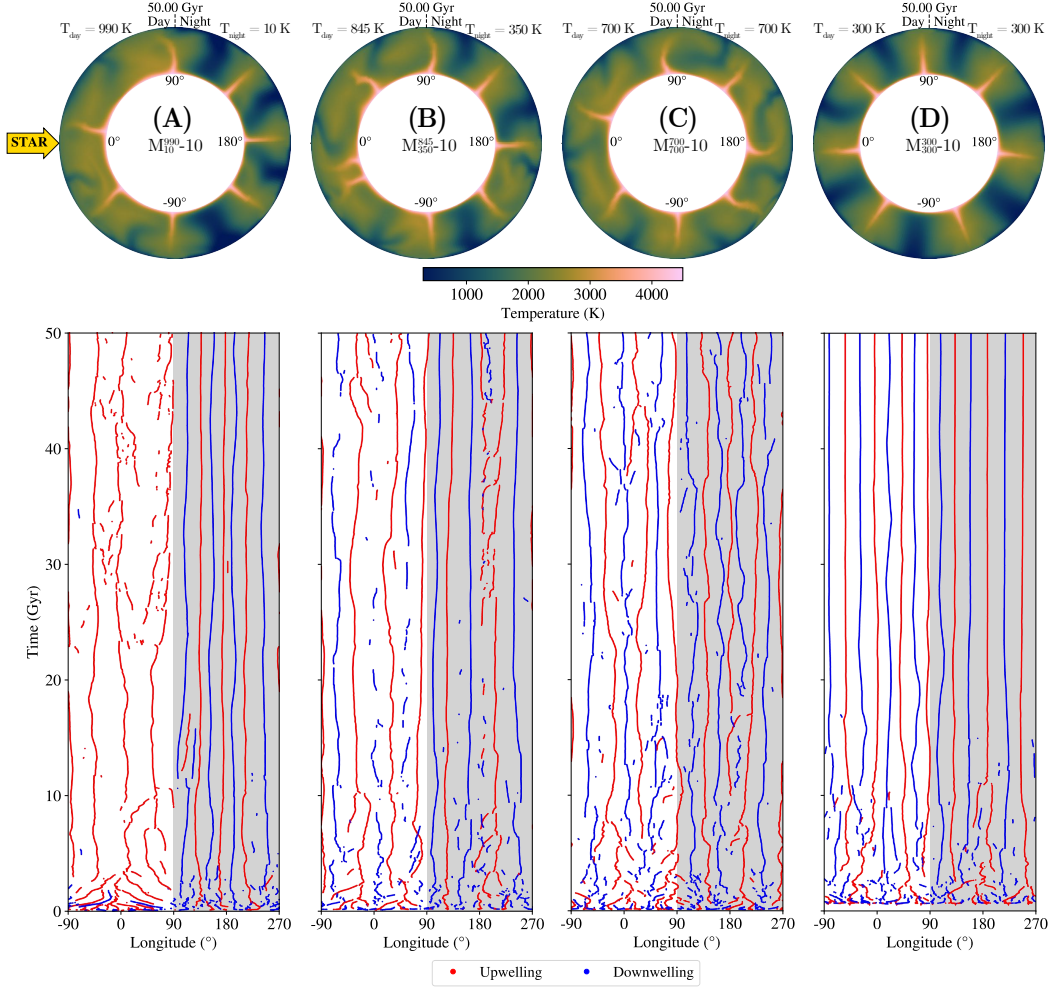 50.00 Gyr 50.00 Gyr 50.00 Gyr 50.00 Gyr
Day Night Day Night Day Night Day Night
T_day = 990 K T_night = 10 K T_day = 845 K T_night = 350 K T_day = 700 K T_night = 700 K T_day = 300 K T_night = 300 K
90° 90° 90° 90°
(A) (B) (C) (D)
STAR 0° M^990_10-10 180° 0° M^845_350-10 180° 0° M^700_700-10 180° 0° M^300_300-10 180°
-90° -90° -90° -90°
1000 2000 3000 4000
Temperature (K)
50
40
30
20
10
0
Time (Gyr)
-90 0 90 180 270 -90 0 90 180 270 -90 0 90 180 270 -90 0 90 180 270
Longitude (°) Longitude (°) Longitude (°) Longitude (°)
Upwelling Downwelling